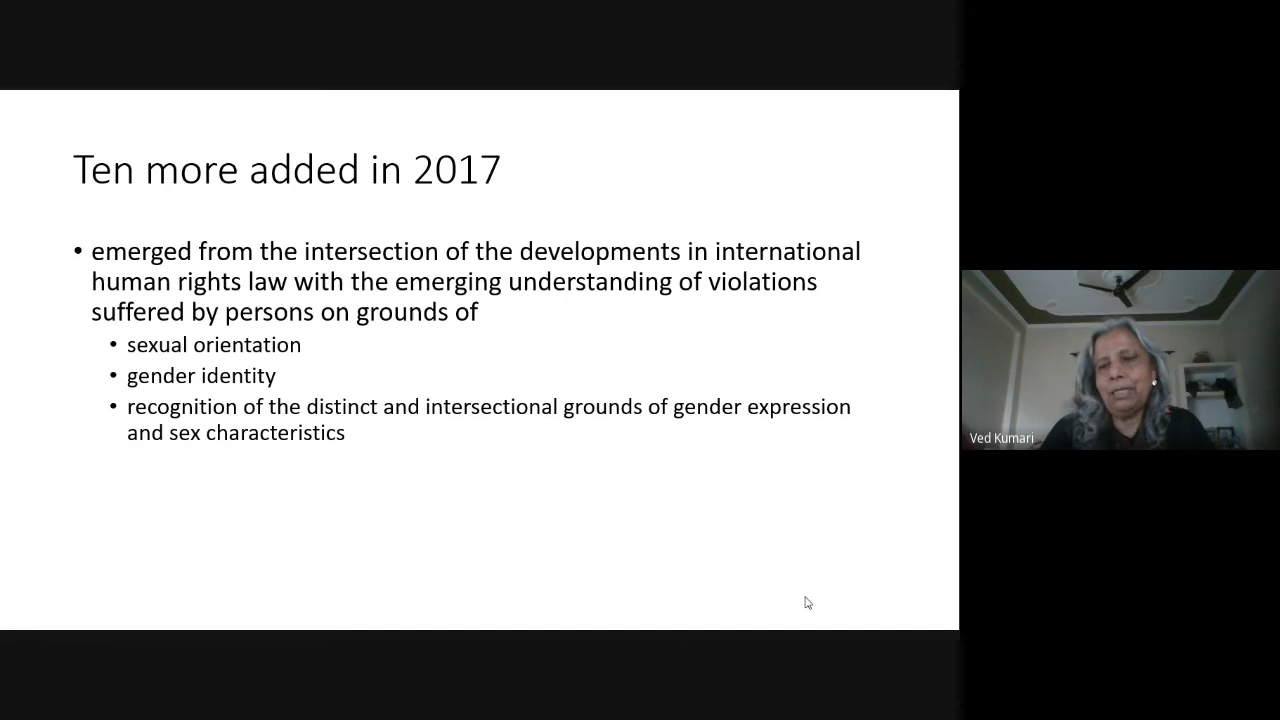 Ten more added in 2017
• emerged from the intersection of the developments in international
human rights law with the emerging understanding of violations
suffered by persons on grounds of
• sexual orientation
• gender identity
• recognition of the distinct and intersectional grounds of gender expression
and sex characteristics
Ved Kumari